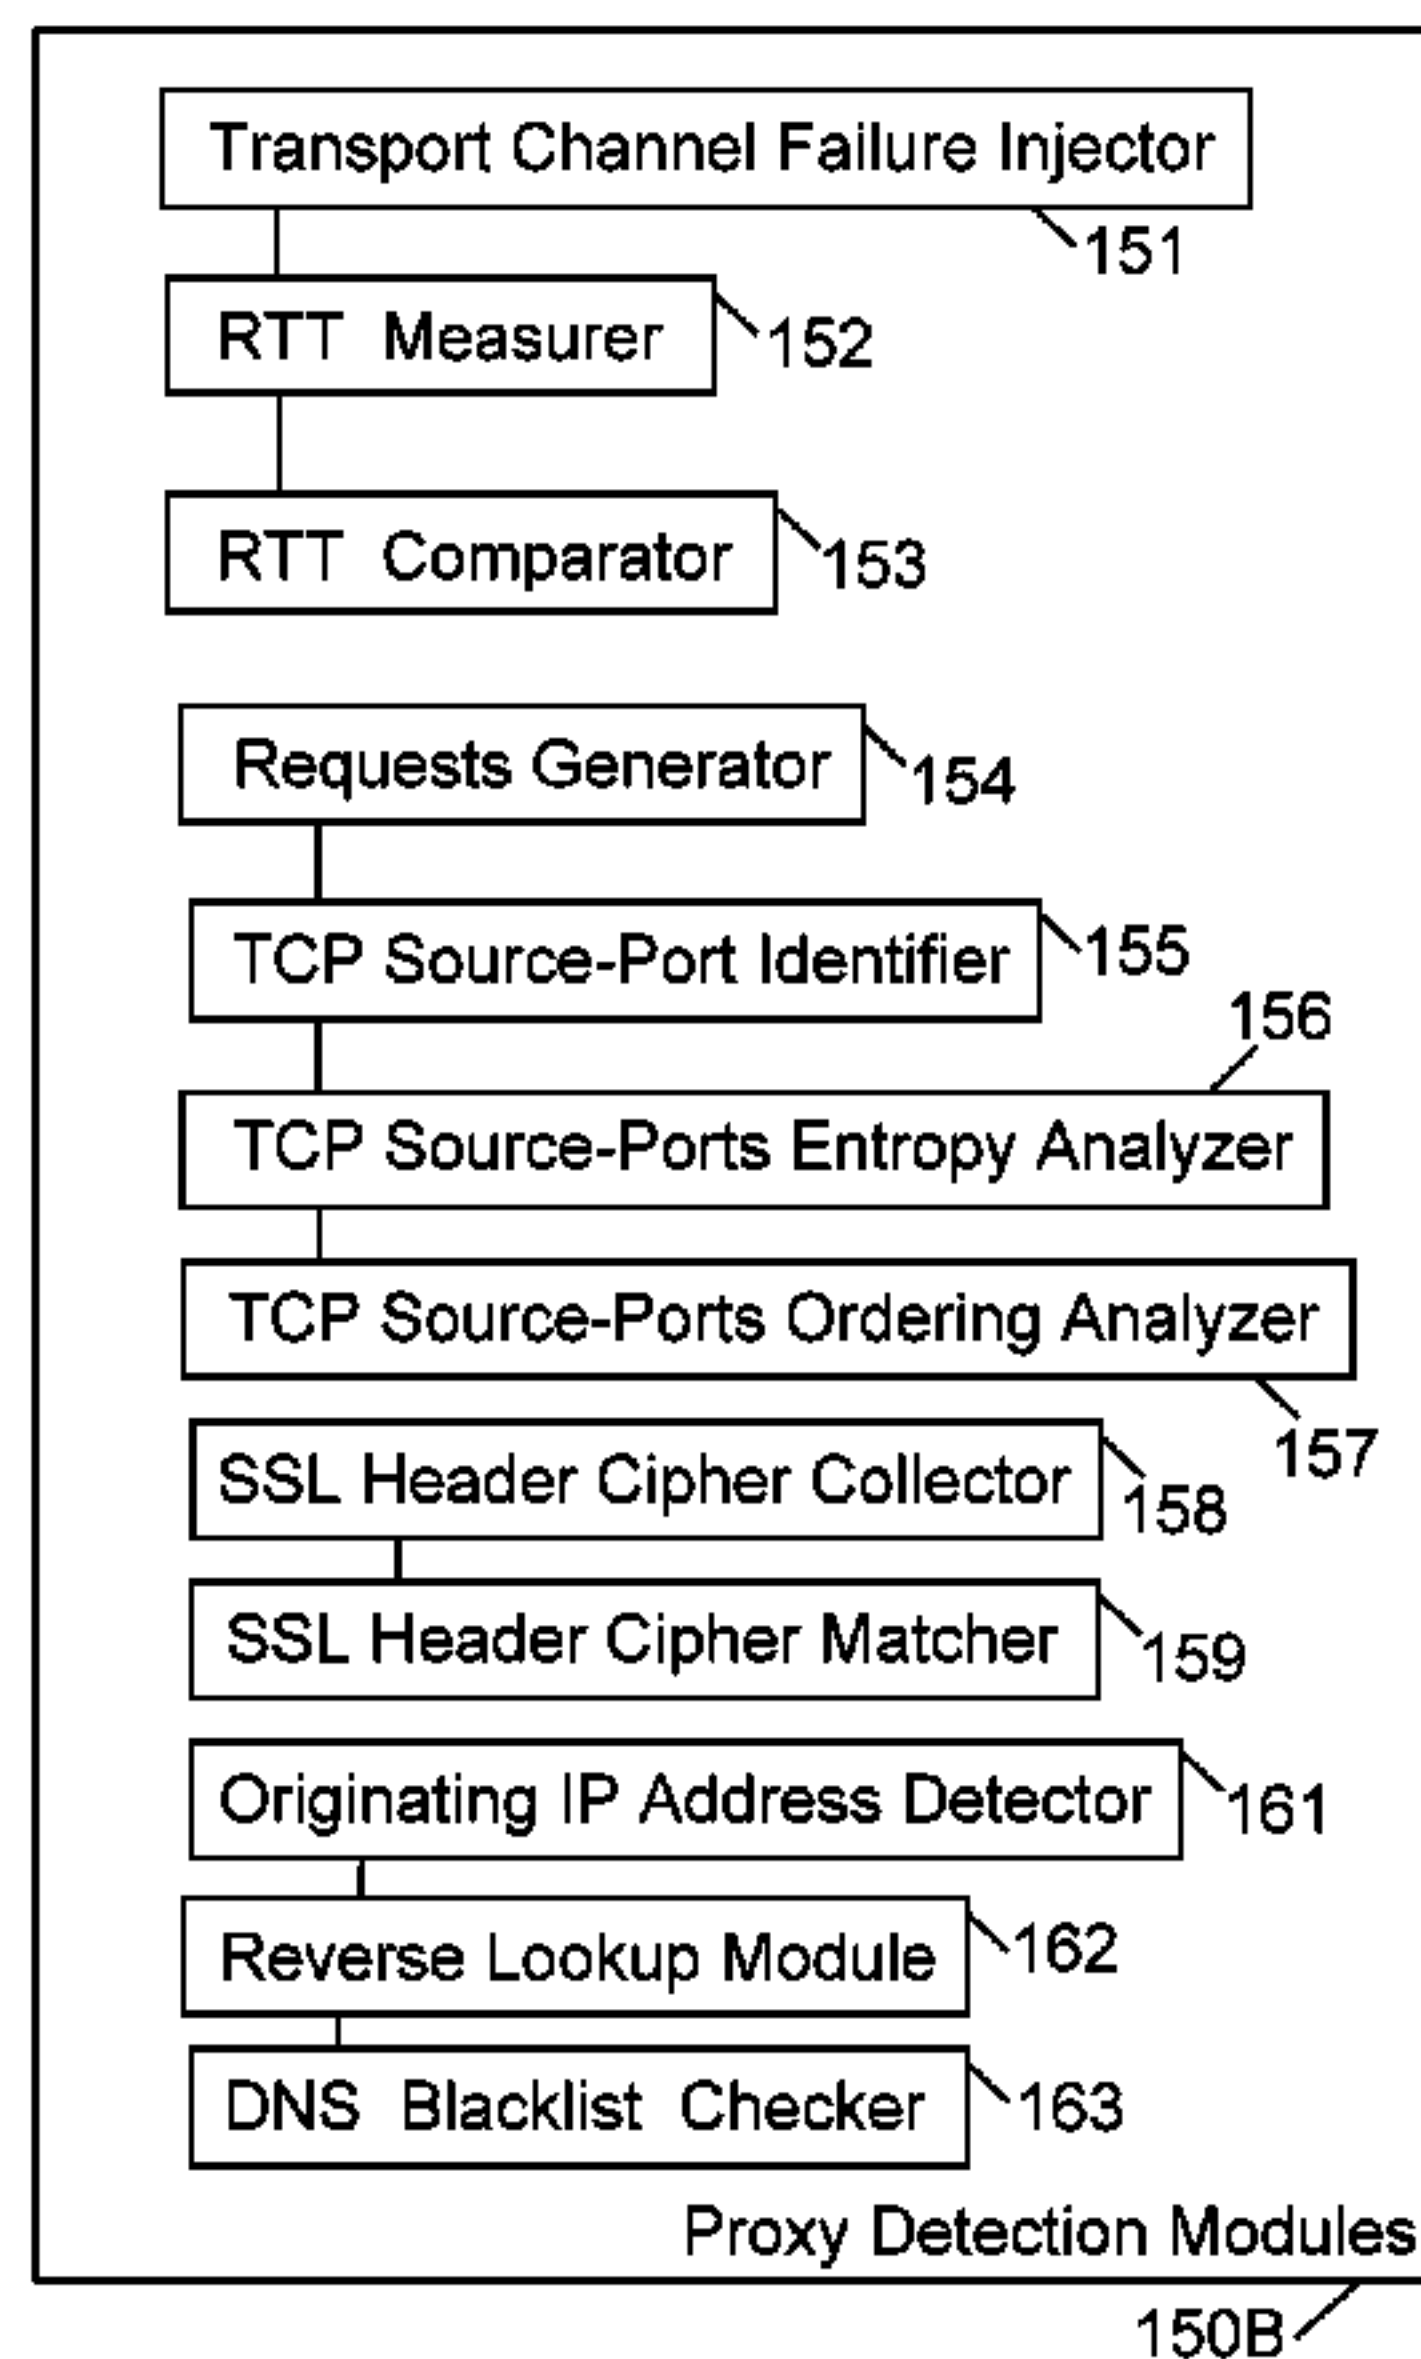 Transport Channel Failure Injector
151
RTT Measurer
152
RTT Comparator
153
Requests Generator
154
TCP Source-Port Identifier
155
156
TCP Source-Ports Entropy Analyzer
TCP Source-Ports Ordering Analyzer
157
SSL Header Cipher Collector
158
SSL Header Cipher Matcher
159
Originating IP Address Detector
161
Reverse Lookup Module
162
DNS Blacklist Checker
163
Proxy Detection Modules
150B